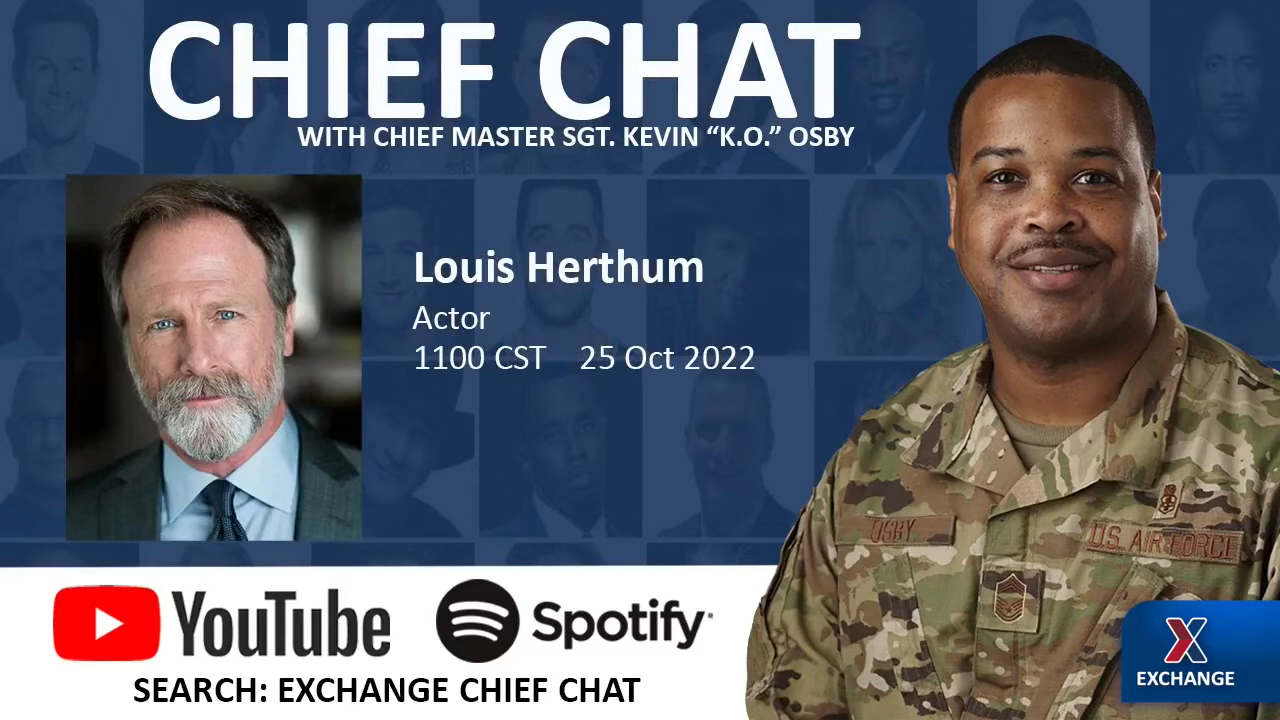 CHIEF CHAT
WITH CHIEF MASTER SGT. KEVIN “K.O.” OSBY
Louis Herthum
Actor
1100 CST 25 Oct 2022
OSBY
U.S. AIR FORCE
YouTube
Spotify
EXCHANGE
SEARCH: EXCHANGE CHIEF CHAT